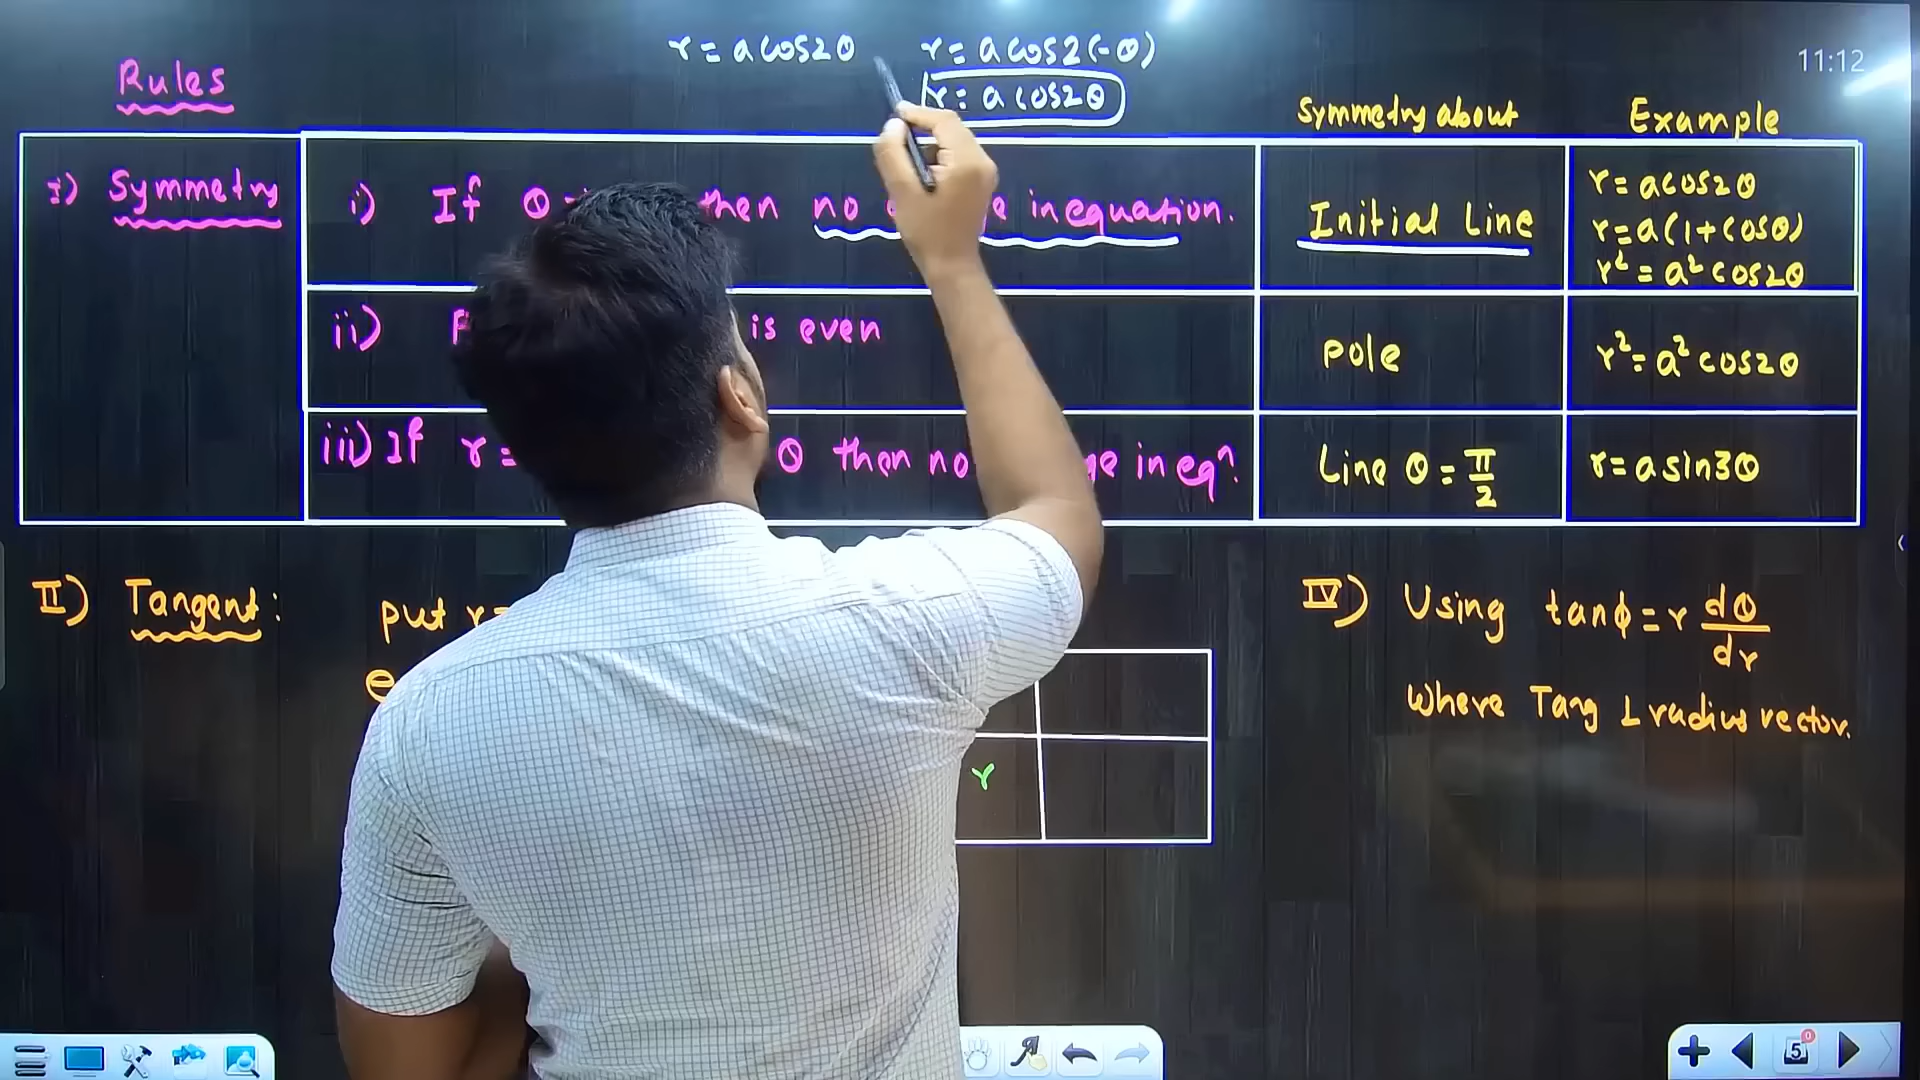 r = a cos2θ r = a cos2(-θ)
r = a cos2θ
11:12
Rules
Symmetry about
Example
I) Symmetry
i) If θ then no inequation.
Initial Line
r = a cos2θ
r = a(1+cosθ)
r² = a² cos2θ
ii) is even
pole
r² = a² cos2θ
iii) If r = θ then no in eqⁿ.
Line θ = π/2
r = a sin3θ
II) Tangent:
put r =
IV) Using tanϕ = r dθ/dr
Where Tang ⊥ radius vector.
r
5
0